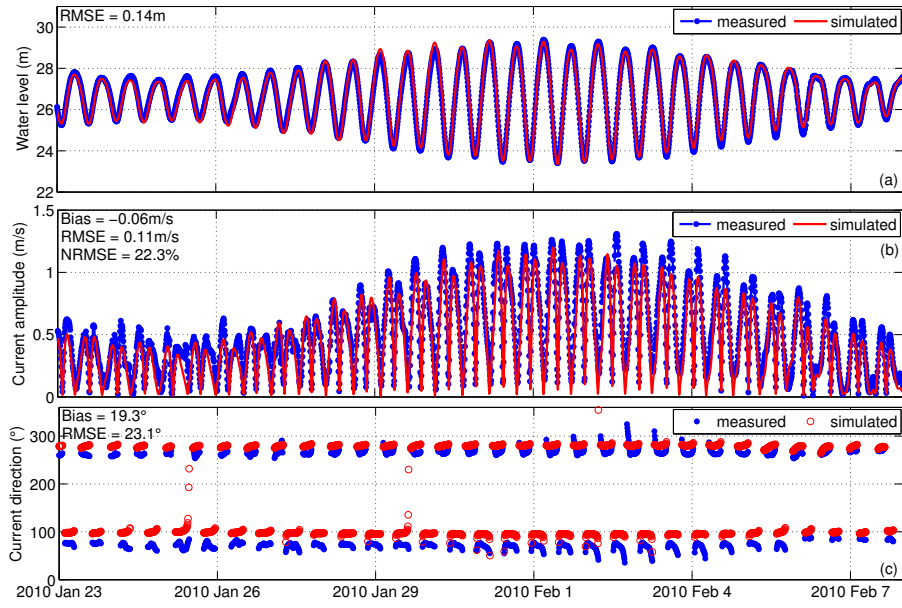 RMSE = 0.14m
measured simulated
30
28
26
24
22
Water level (m)
(a)
Bias = −0.06m/s
RMSE = 0.11m/s
NRMSE = 22.3%
measured simulated
1.5
1
0.5
0
Current amplitude (m/s)
(b)
Bias = 19.3°
RMSE = 23.1°
measured simulated
300
200
100
0
Current direction (°)
(c)
2010 Jan 23 2010 Jan 26 2010 Jan 29 2010 Feb 1 2010 Feb 4 2010 Feb 7